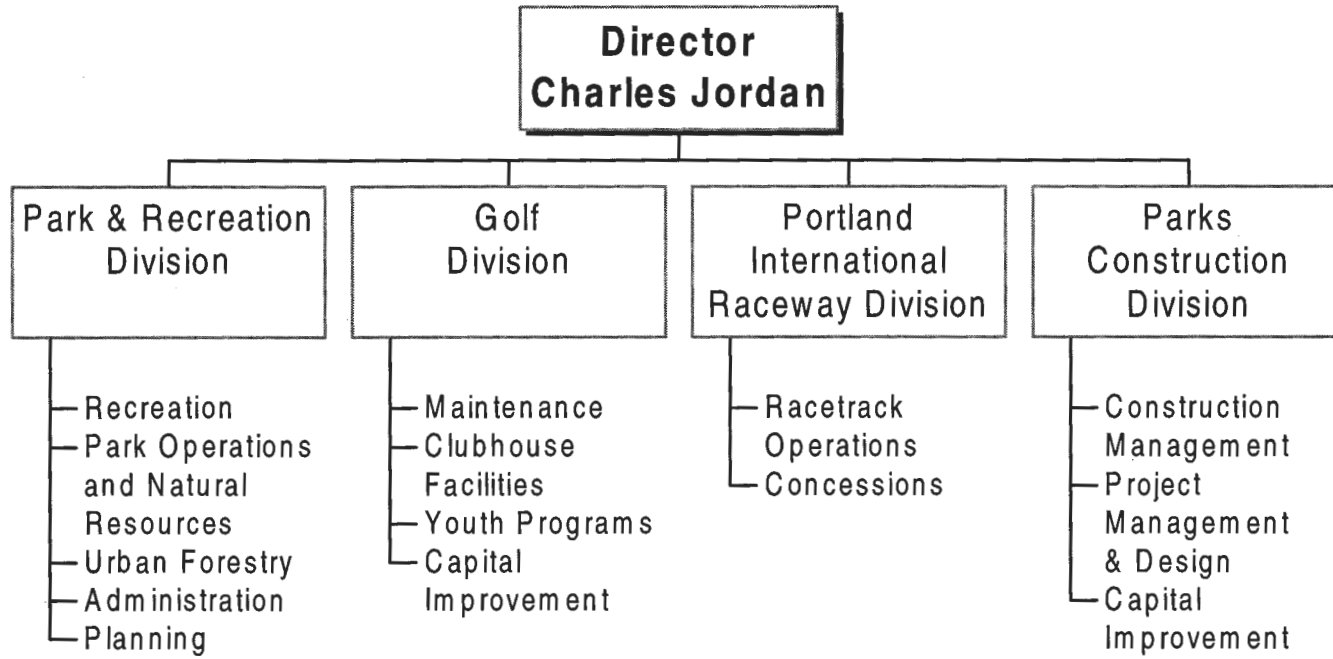 Director
Charles Jordan
Park & Recreation
Division
Golf
Division
Portland
International
Raceway Division
Parks
Construction
Division
Recreation
Park Operations
and Natural
Resources
Urban Forestry
Administration
Planning
Maintenance
Clubhouse
Facilities
Youth Programs
Capital
Improvement
Racetrack
Operations
Concessions
Construction
Management
Project
Management
& Design
Capital
Improvement